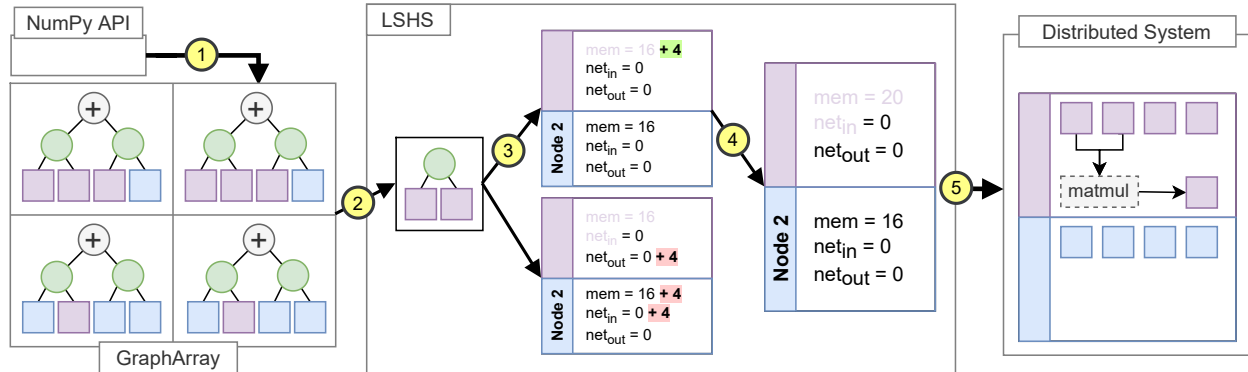 NumPy API
1
+
+
+
+
GraphArray
2
LSHS
3
mem = 16 + 4
net_in = 0
net_out = 0
Node 2
mem = 16
net_in = 0
net_out = 0
mem = 16
net_in = 0
net_out = 0 + 4
Node 2
mem = 16 + 4
net_in = 0 + 4
net_out = 0
4
mem = 20
net_in = 0
net_out = 0
Node 2
mem = 16
net_in = 0
net_out = 0
5
Distributed System
matmul